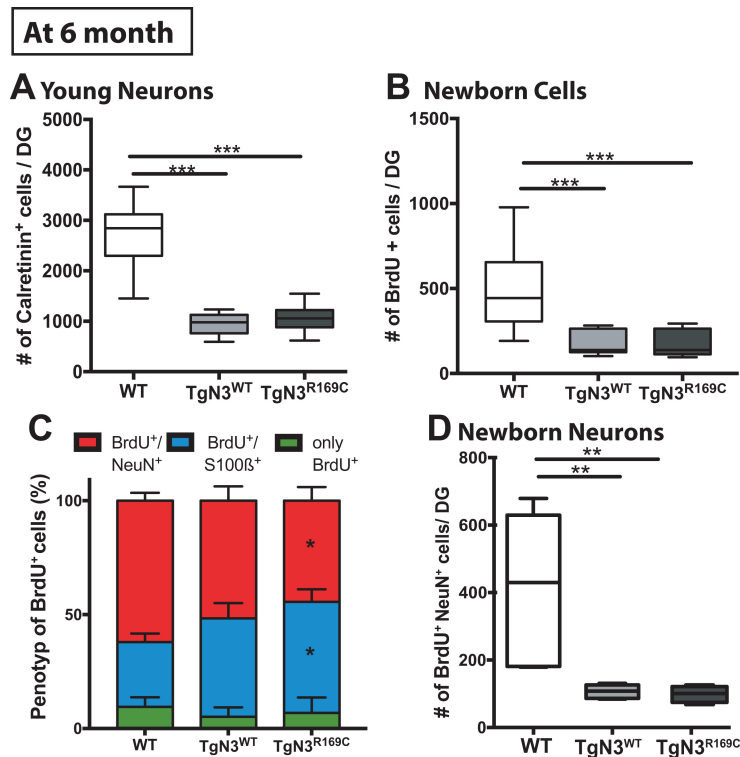 At 6 month
A Young Neurons
# of Calretinin⁺ cells / DG
5000
4000
3000
2000
1000
0
***
***
WT
TgN3ᵂᵀ
TgN3ᴿ¹⁶⁹ᶜ
B Newborn Cells
# of BrdU + cells / DG
1500
1000
500
0
***
***
WT
TgN3ᵂᵀ
TgN3ᴿ¹⁶⁹ᶜ
C
BrdU⁺/
NeuN⁺
BrdU⁺/
S100ß⁺
only
BrdU⁺
Penotyp of BrdU⁺ cells (%)
100
50
0
*
*
WT
TgN3ᵂᵀ
TgN3ᴿ¹⁶⁹ᶜ
D Newborn Neurons
# of BrdU⁺ NeuN⁺ cells/ DG
800
600
400
200
0
**
**
WT
TgN3ᵂᵀ
TgN3ᴿ¹⁶⁹ᶜ